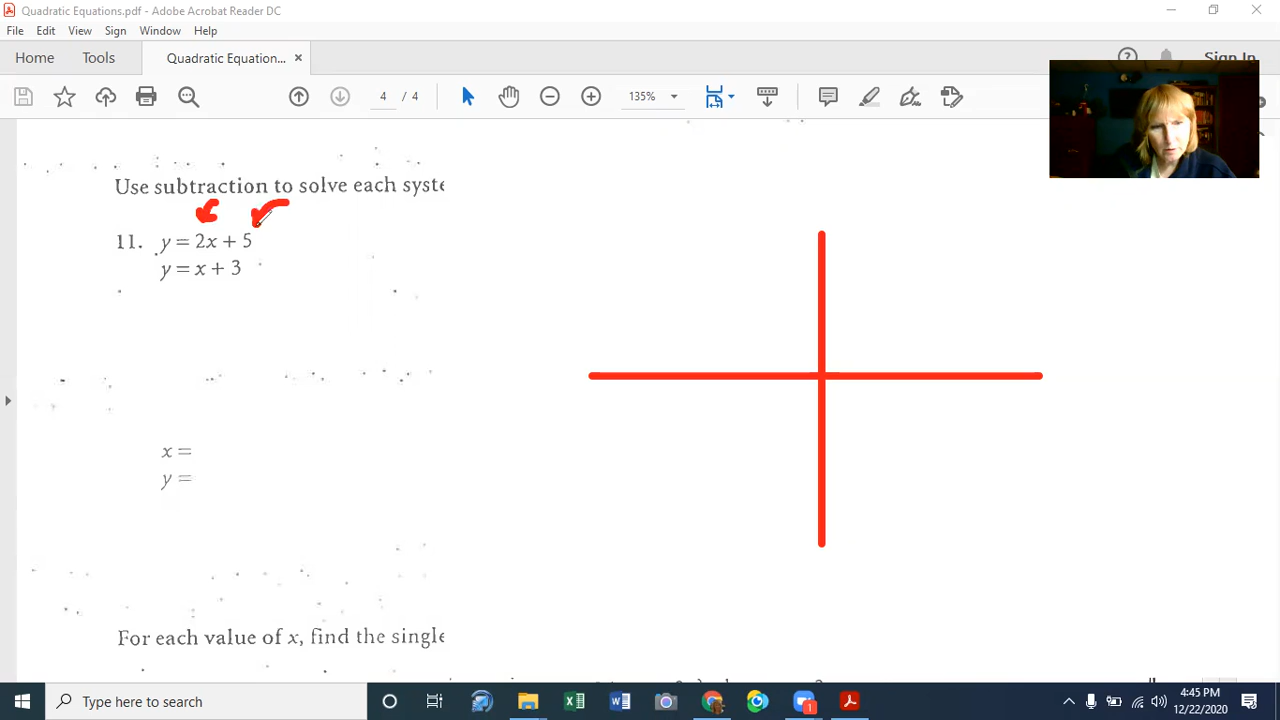 Quadratic Equations.pdf - Adobe Acrobat Reader DC
File Edit View Sign Window Help
Home Tools Quadratic Equation... × ? Sign In
4 / 4 135%
Use subtraction to solve each syste
11. y = 2x + 5
y = x + 3
x =
y =
For each value of x, find the single
Type here to search
1
4:45 PM
12/22/2020